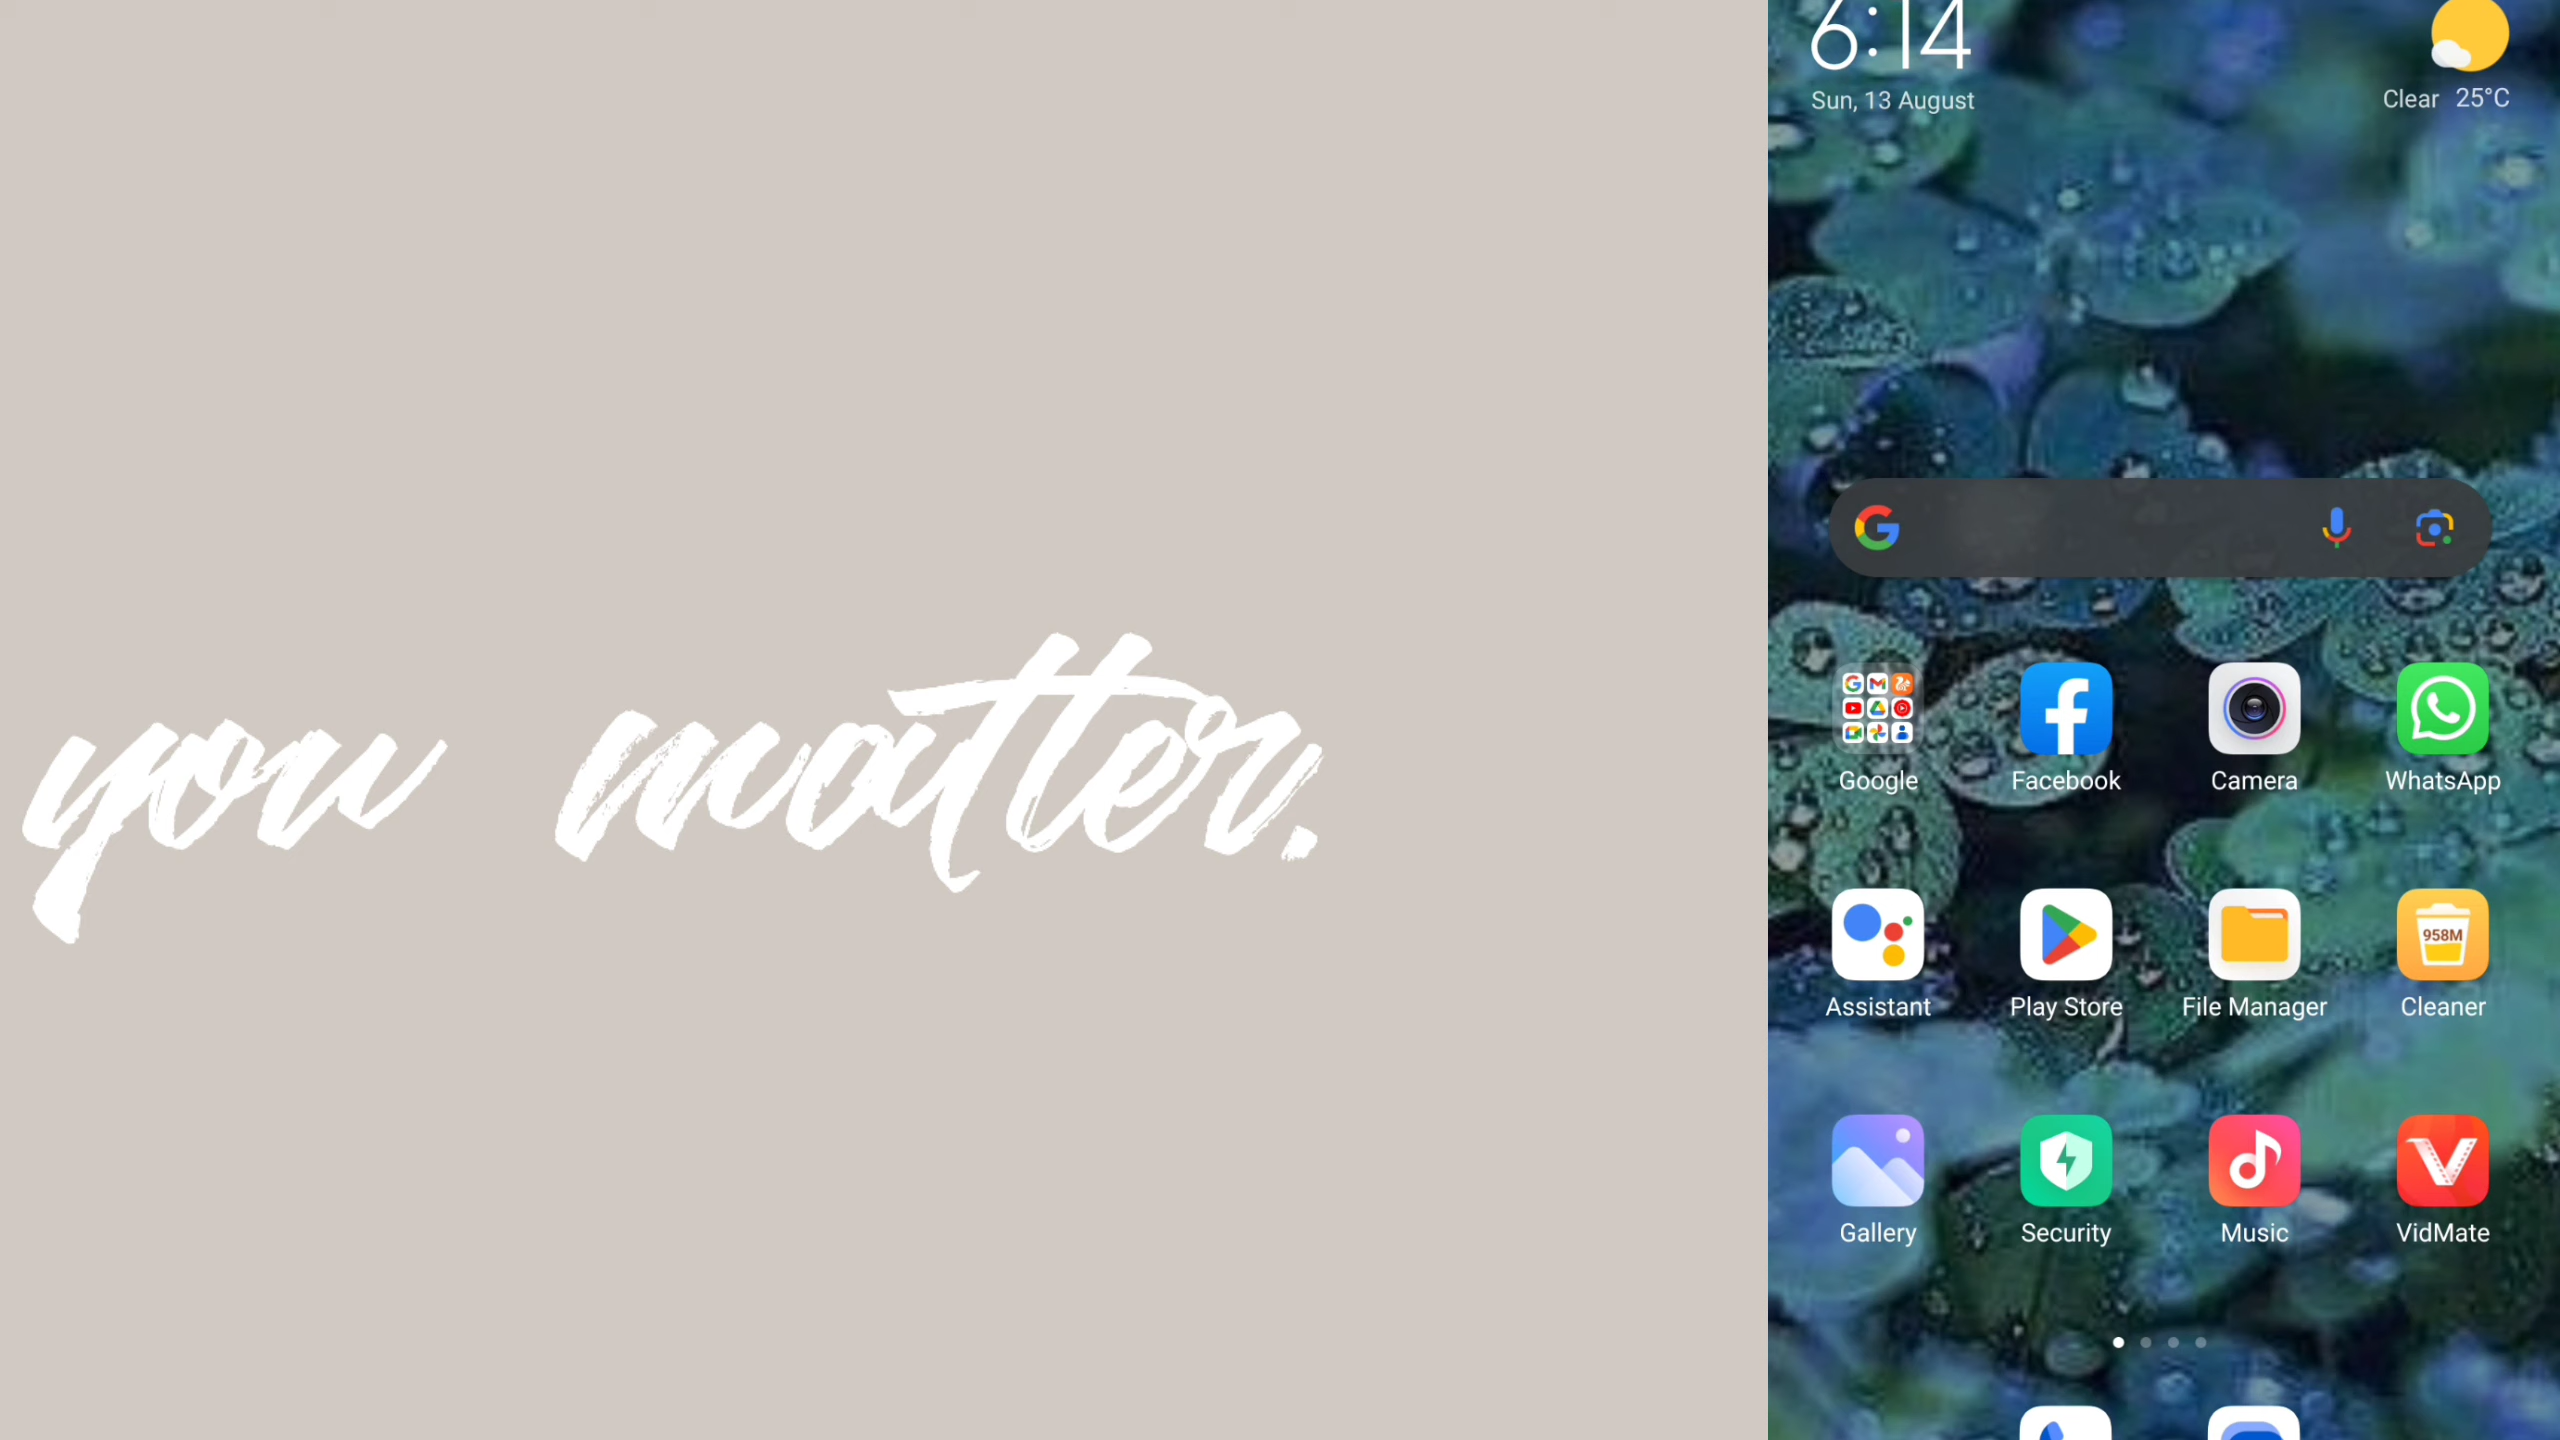 you matter.
6:14
Sun, 13 August
Clear 25°C
Google Facebook Camera WhatsApp
958M
Assistant Play Store File Manager Cleaner
Gallery Security Music VidMate